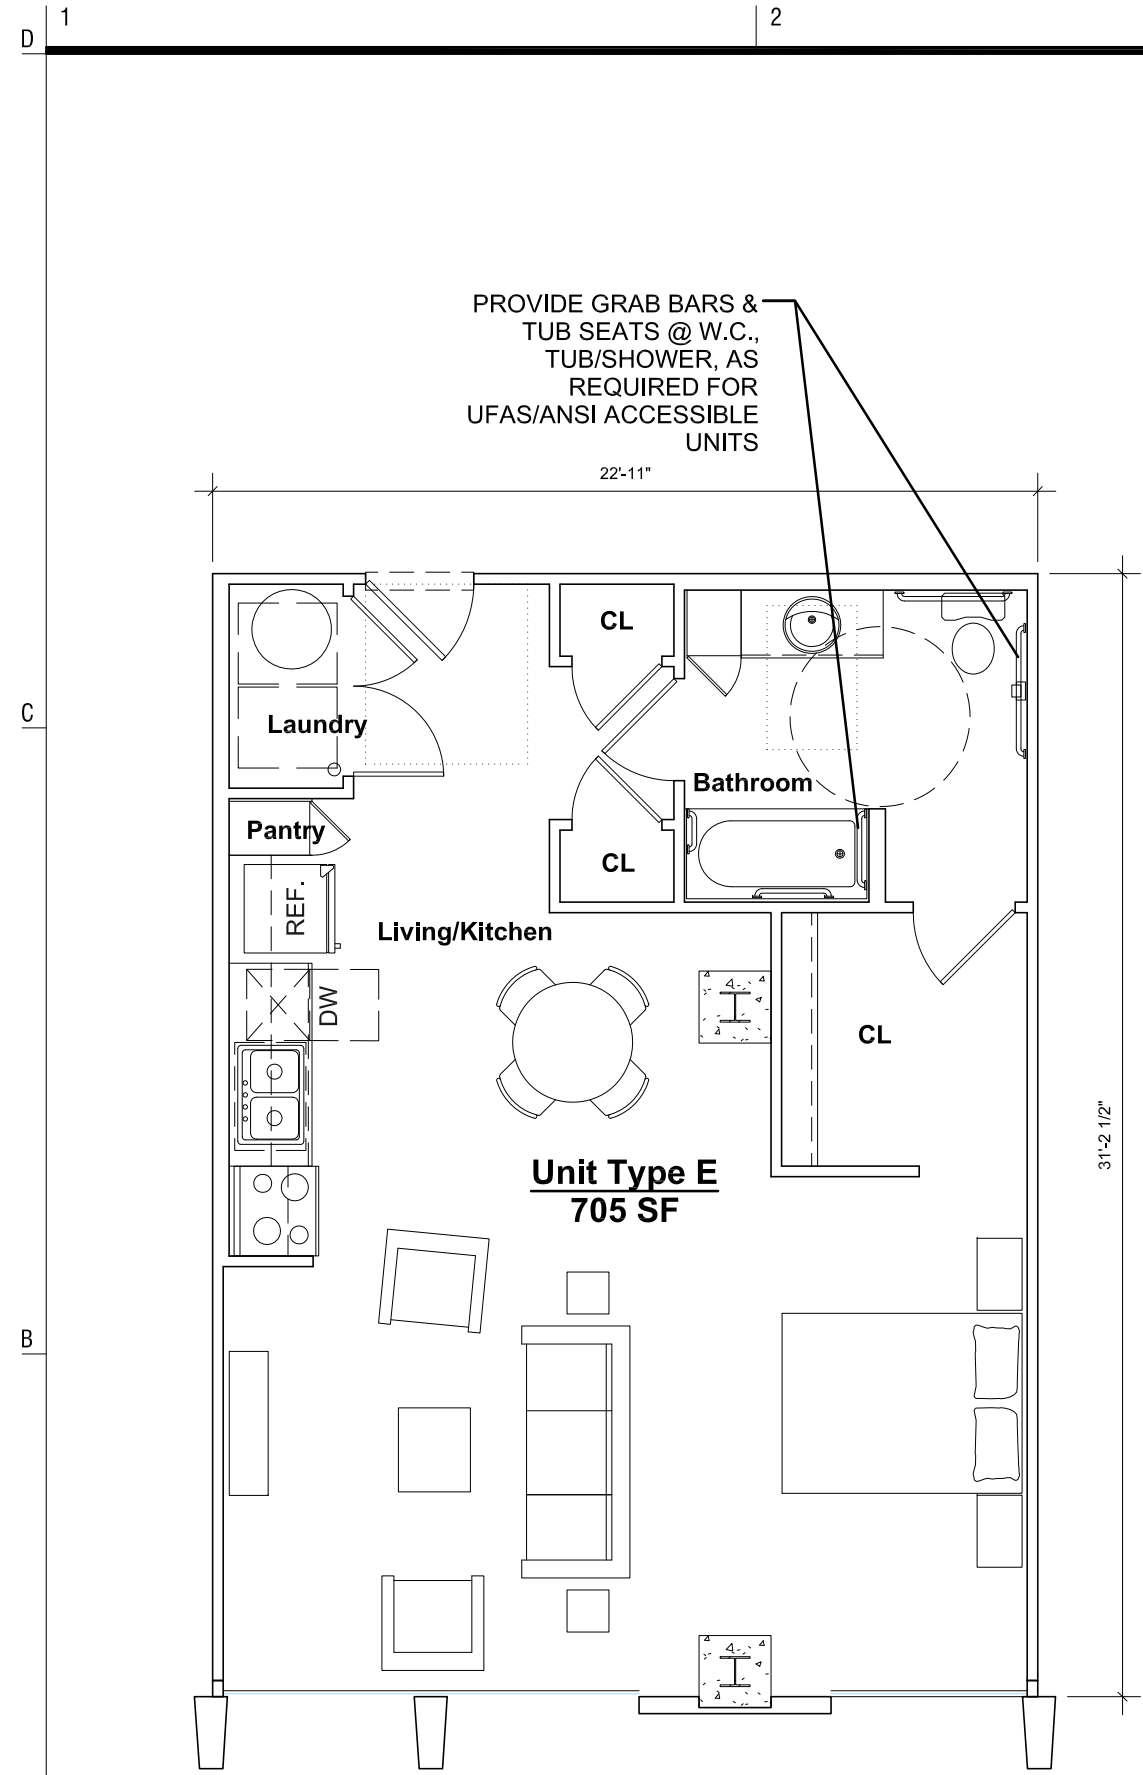 1
2
D
PROVIDE GRAB BARS &
TUB SEATS @ W.C.,
TUB/SHOWER, AS
REQUIRED FOR
UFAS/ANSI ACCESSIBLE
UNITS
22'-11"
CL
C
Laundry
Bathroom
Pantry
CL
REF.
Living/Kitchen
DW
CL
31'-2 1/2"
Unit Type E
705 SF
B